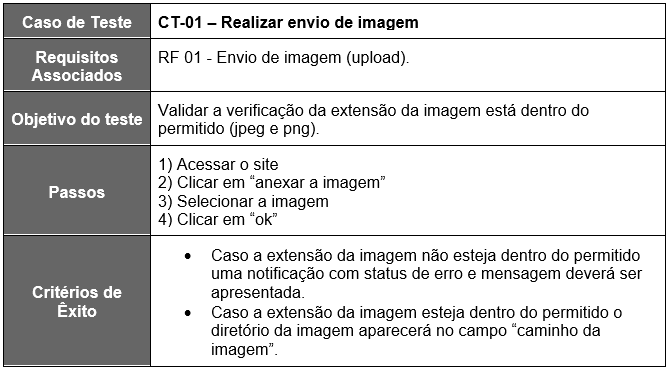 Caso de Teste
CT-01 – Realizar envio de imagem
Requisitos
Associados
RF 01 - Envio de imagem (upload).
Objetivo do teste
Validar a verificação da extensão da imagem está dentro do
permitido (jpeg e png).
Passos
1) Acessar o site
2) Clicar em “anexar a imagem”
3) Selecionar a imagem
4) Clicar em “ok”
Critérios de
Êxito
• Caso a extensão da imagem não esteja dentro do permitido
uma notificação com status de erro e mensagem deverá ser
apresentada.
• Caso a extensão da imagem esteja dentro do permitido o
diretório da imagem aparecerá no campo “caminho da
imagem”.